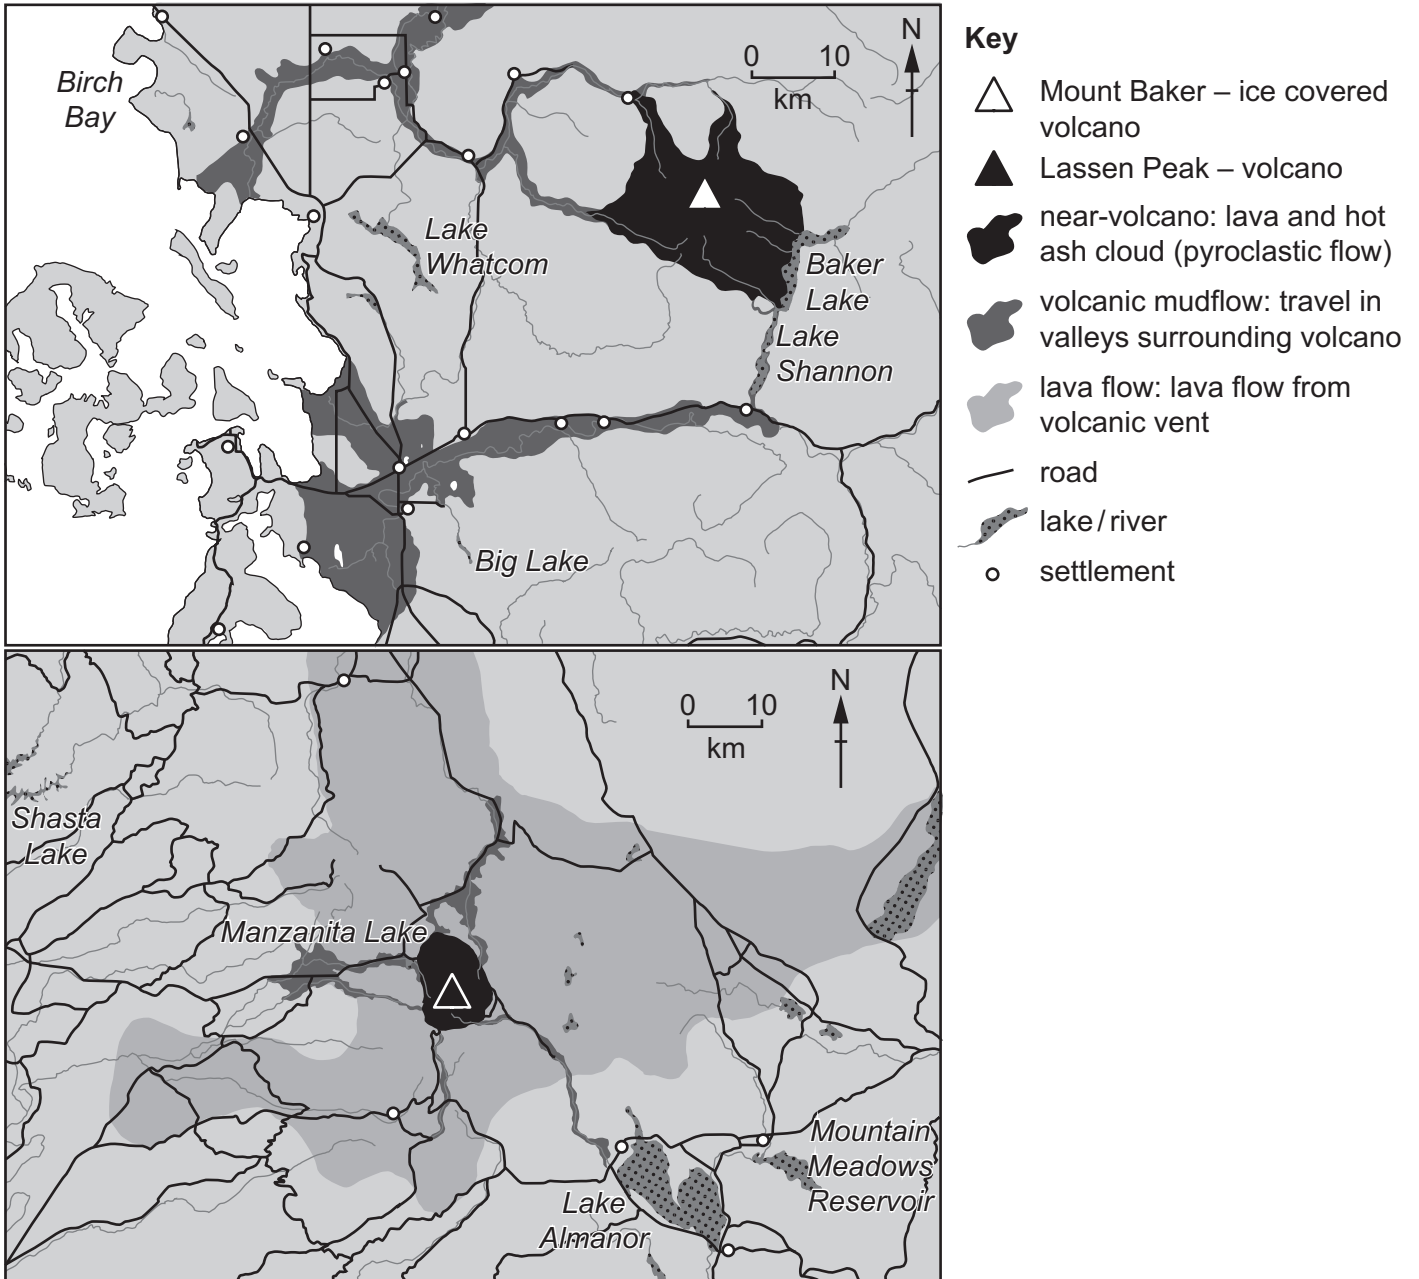 Birch
Bay
0 10
km
N
Lake
Whatcom
Baker
Lake
Lake
Shannon
Big Lake
Key
Mount Baker – ice covered
volcano
Lassen Peak – volcano
near-volcano: lava and hot
ash cloud (pyroclastic flow)
volcanic mudflow: travel in
valleys surrounding volcano
lava flow: lava flow from
volcanic vent
road
lake/river
settlement
0 10
km
N
Shasta
Lake
Manzanita Lake
Mountain
Meadows
Reservoir
Lake
Almanor